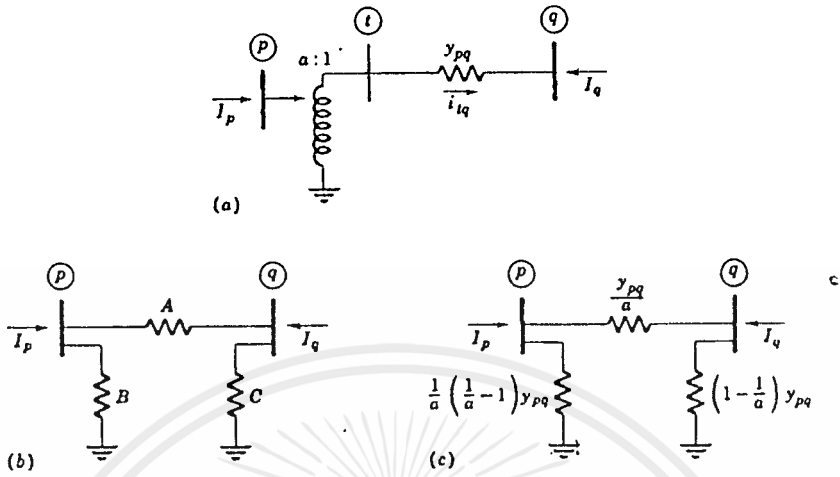 t
q
p
a : 1
y_pq
I_p
i_tq
I_q
(a)
p
q
A
I_p
I_q
B
C
(b)
p
q
y_pq / a
I_p
I_q
1/a (1/a − 1) y_pq
(1 − 1/a) y_pq
(c)
c